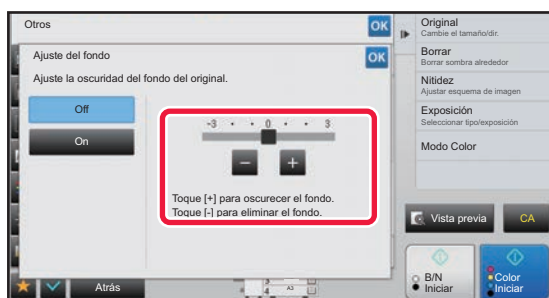 Otros
OK
Ajuste del fondo
OK
Ajuste la oscuridad del fondo del original.
Off
On
-3 0 3
Toque [+] para oscurecer el fondo.
Toque [-] para eliminar el fondo.
Atrás
A3
4
Original
Cambie el tamaño/dir.
Borrar
Borrar sombra alrededor
Nitidez
Ajustar esquema de imagen
Exposición
Seleccionar tipo/exposición
Modo Color
Vista previa
CA
B/N
Iniciar
Color
Iniciar